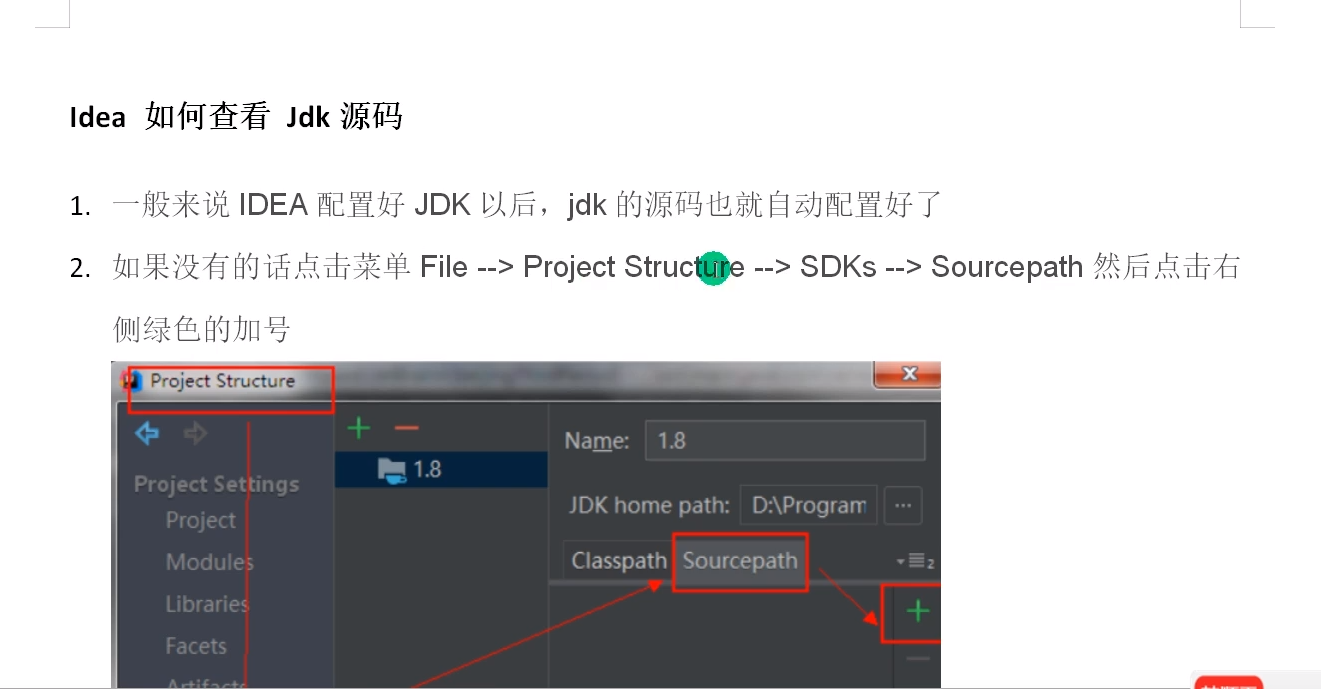 Idea 如何查看 Jdk 源码
1. 一般来说 IDEA 配置好 JDK 以后，jdk 的源码也就自动配置好了
2. 如果没有的话点击菜单 File --> Project Structure --> SDKs --> Sourcepath 然后点击右
侧绿色的加号
Project Structure
Name: 1.8
1.8
Project Settings
JDK home path: D:\Program ...
Project
Classpath Sourcepath
Modules
Libraries
Facets
Artifacts